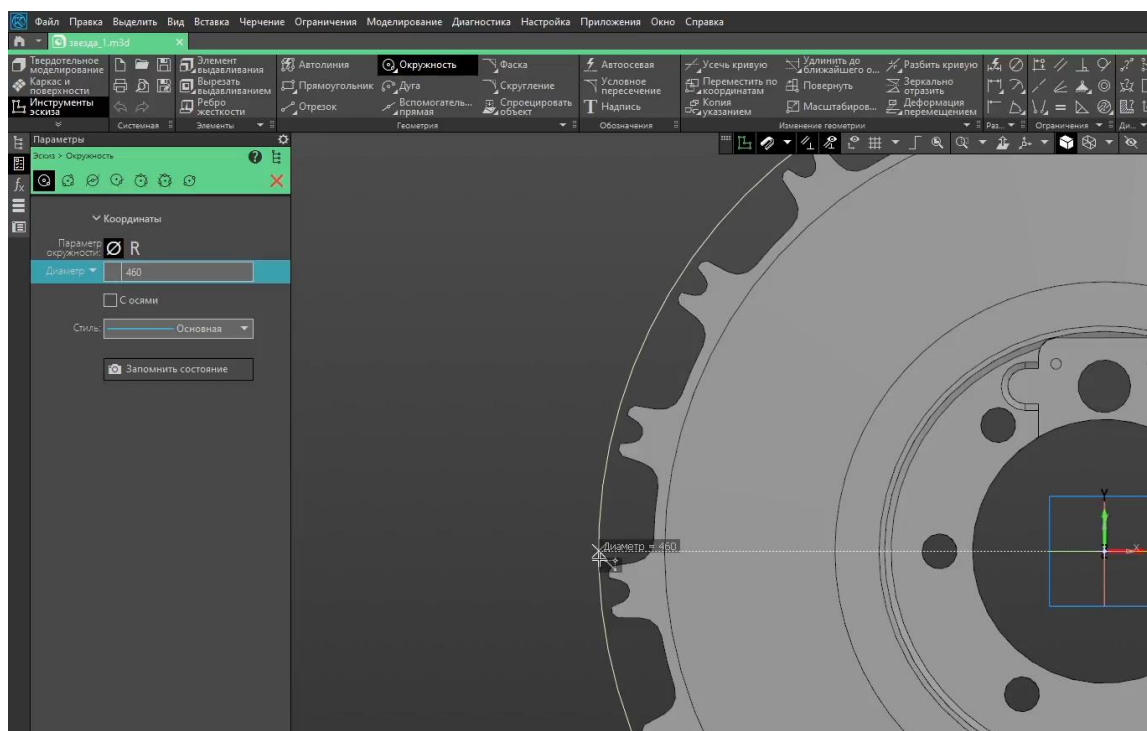 Файл Правка Выделить Вид Вставка Черчение Ограничения Моделирование Диагностика Настройка Приложения Окно Справка
звезда_1.m3d
Твердотельное моделирование
Каркас и поверхности
Инструменты эскиза
Системная
Элемент выдавливания
Вырезать выдавливанием
Ребро жесткости
Элементы
Автолиния
Прямоугольник
Отрезок
Окружность
Дуга
Вспомогатель... прямая
Фаска
Скругление
Спроецировать объект
Геометрия
Автоосевая
Условное пересечение
Надпись
Обозначения
Усечь кривую
Переместить по координатам
Копия указанием
Удлинить до ближайшего о...
Повернуть
Масштабиров...
Разбить кривую
Зеркально отразить
Деформация перемещением
Изменение геометрии
Раз...
Ограничения
Ди...
Параметры
Эскиз > Окружность
Координаты
Параметр окружности:
R
Диаметр
460
С осями
Стиль:
Основная
Запомнить состояние
Диаметр = 460
Y
X